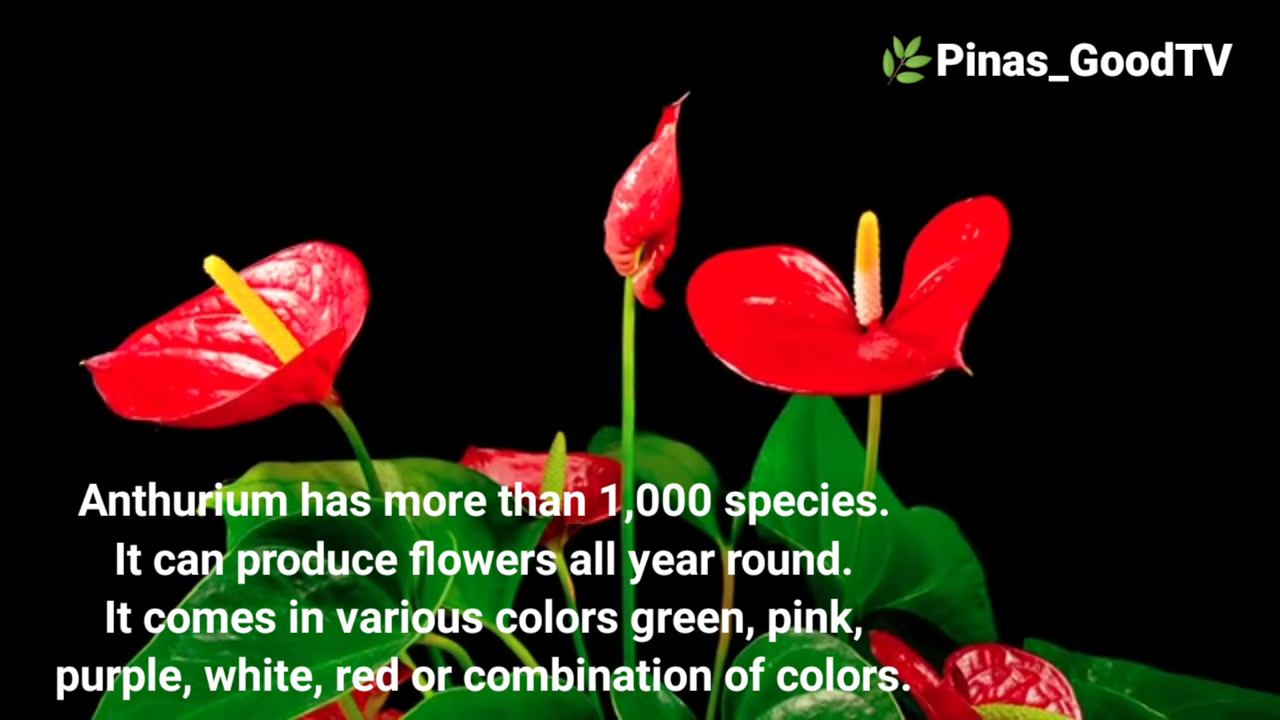 🌿Pinas_GoodTV
Anthurium has more than 1,000 species.
It can produce flowers all year round.
It comes in various colors green, pink,
purple, white, red or combination of colors.